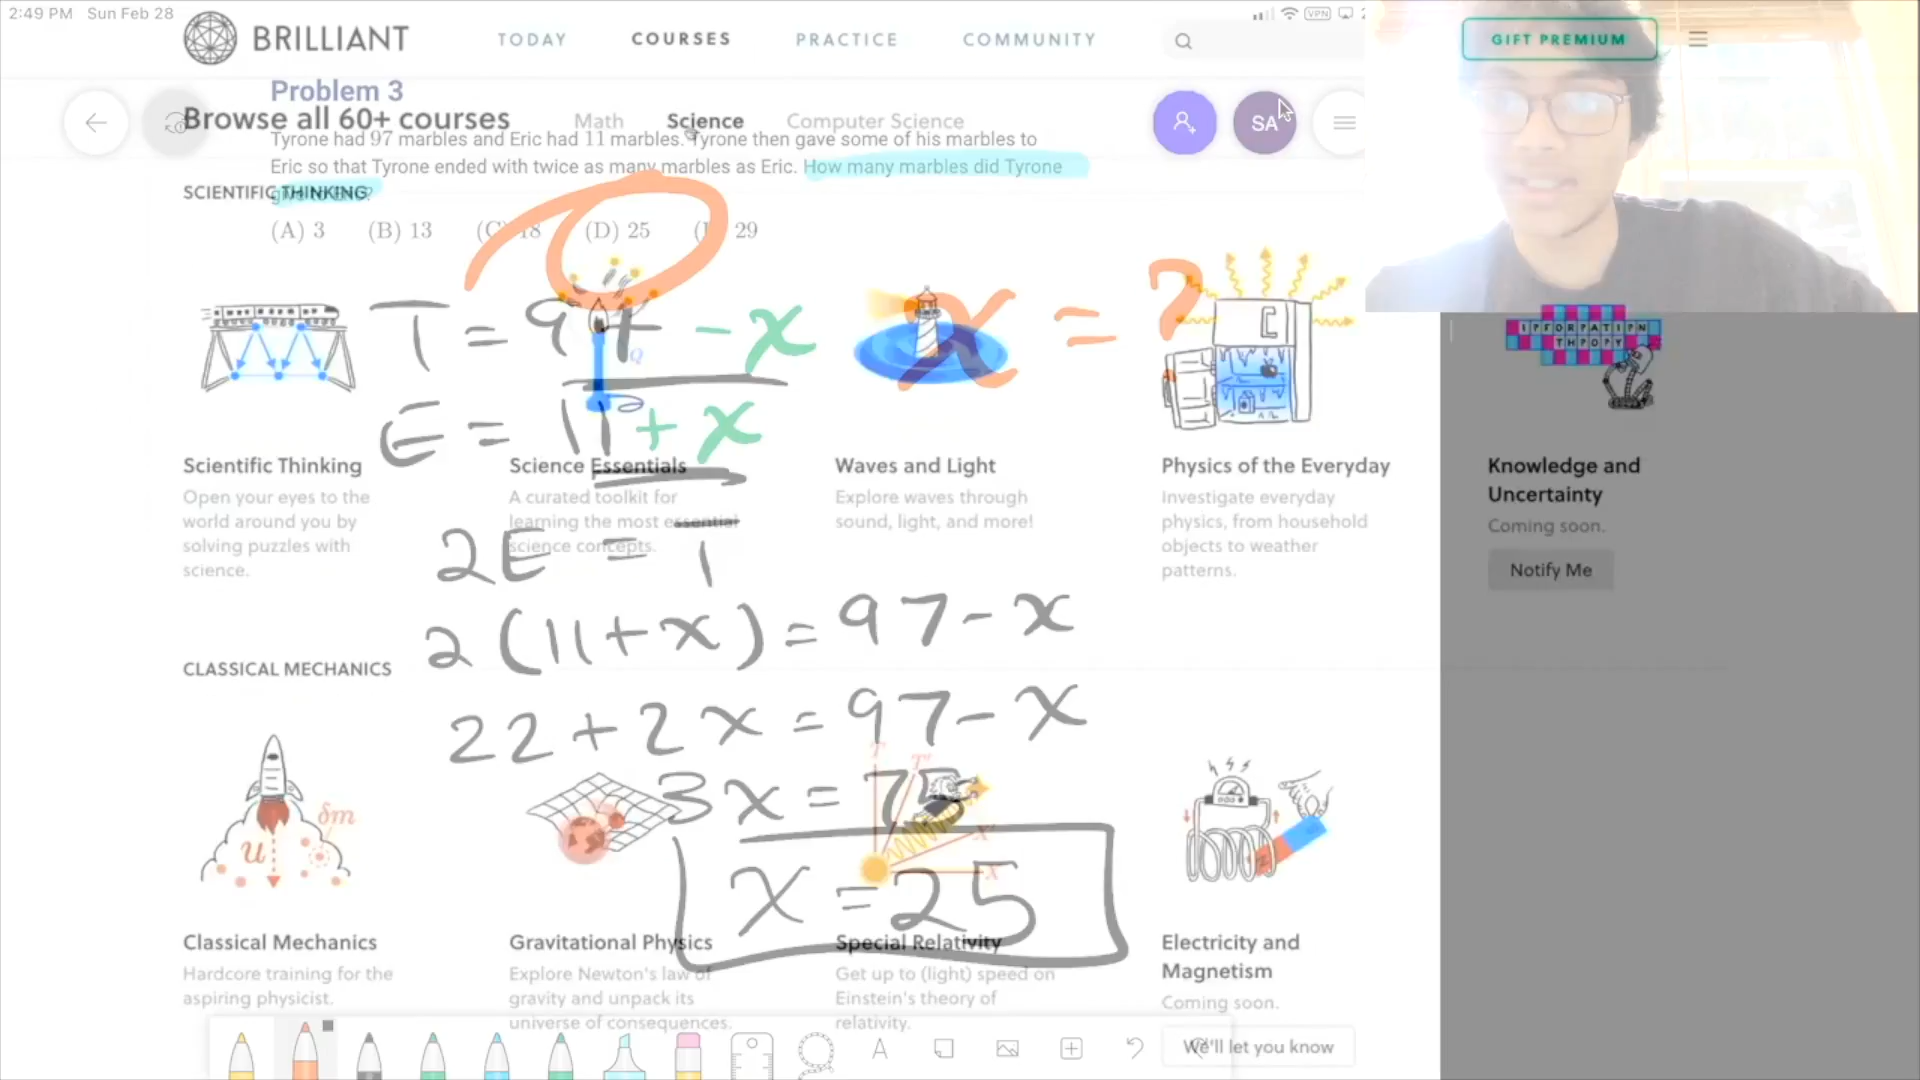 2:49 PM Sun Feb 28
VPN
BRILLIANT
TODAY COURSES PRACTICE COMMUNITY
GIFT PREMIUM
Problem 3
Browse all 60+ courses
Math Science Computer Science
SA
Tyrone had 97 marbles and Eric had 11 marbles. Tyrone then gave some of his marbles to
Eric so that Tyrone ended with twice as many marbles as Eric. How many marbles did Tyrone
give to Eric?
SCIENTIFIC THINKING
(A) 3 (B) 13 (C) 18 (D) 25 (E) 29
T = 97 - x
x = ?
E = 11 + x
Q
INFORMATION
THEORY
Scientific Thinking
Open your eyes to the
world around you by
solving puzzles with
science.
Science Essentials
A curated toolkit for
learning the most essential
science concepts.
Waves and Light
Explore waves through
sound, light, and more!
Physics of the Everyday
Investigate everyday
physics, from household
objects to weather
patterns.
Knowledge and
Uncertainty
Coming soon.
Notify Me
2E = T
2(11+x) = 97-x
22+2x = 97-x
3x = 75
x = 25
CLASSICAL MECHANICS
δm
u
T T'
X'
X
Classical Mechanics
Hardcore training for the
aspiring physicist.
Gravitational Physics
Explore Newton's law of
gravity and unpack its
universe of consequences.
Special Relativity
Get up to (light) speed on
Einstein's theory of
relativity.
Electricity and
Magnetism
Coming soon.
We'll let you know
A